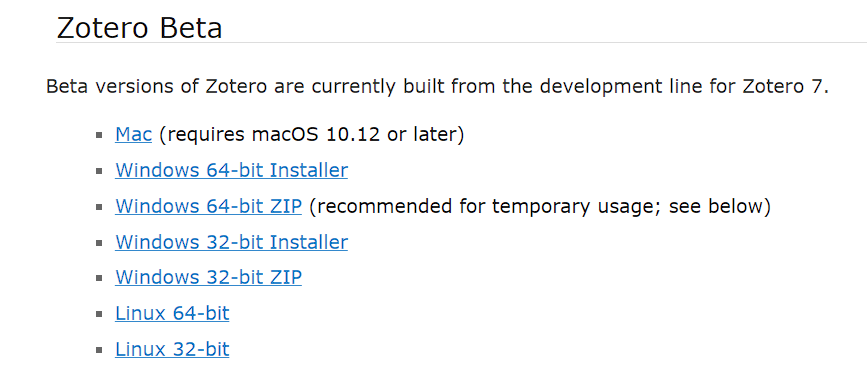 Zotero Beta
Beta versions of Zotero are currently built from the development line for Zotero 7.
Mac (requires macOS 10.12 or later)
Windows 64-bit Installer
Windows 64-bit ZIP (recommended for temporary usage; see below)
Windows 32-bit Installer
Windows 32-bit ZIP
Linux 64-bit
Linux 32-bit